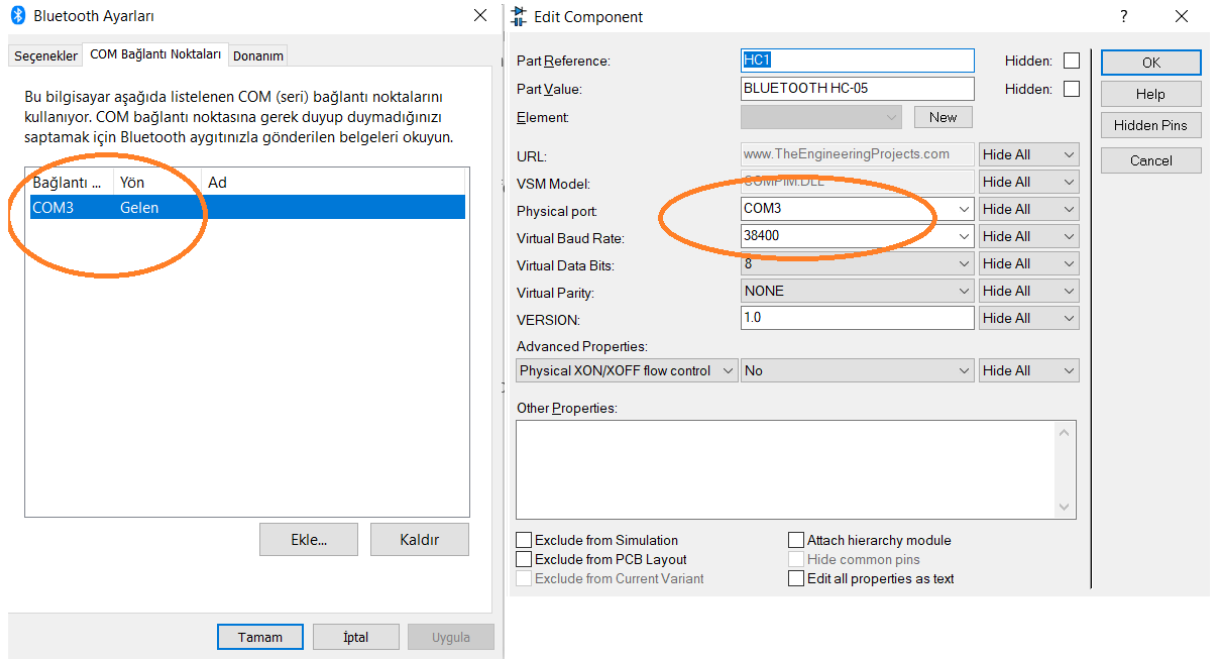 Bluetooth Ayarları
Seçenekler COM Bağlantı Noktaları Donanım
Bu bilgisayar aşağıda listelenen COM (seri) bağlantı noktalarını
kullanıyor. COM bağlantı noktasına gerek duyup duymadığınızı
saptamak için Bluetooth aygıtınızla gönderilen belgeleri okuyun.
Bağlantı ... Yön Ad
COM3 Gelen
Ekle... Kaldır
Tamam İptal Uygula
Edit Component ?
Part Reference: HC1 Hidden: OK
Part Value: BLUETOOTH HC-05 Hidden: Help
Element: New Hidden Pins
URL: www.TheEngineeringProjects.com Hide All Cancel
VSM Model: COMPIM.DLL Hide All
Physical port: COM3 Hide All
Virtual Baud Rate: 38400 Hide All
Virtual Data Bits: 8 Hide All
Virtual Parity: NONE Hide All
VERSION: 1.0 Hide All
Advanced Properties:
Physical XON/XOFF flow control No Hide All
Other Properties:
Exclude from Simulation Attach hierarchy module
Exclude from PCB Layout Hide common pins
Exclude from Current Variant Edit all properties as text